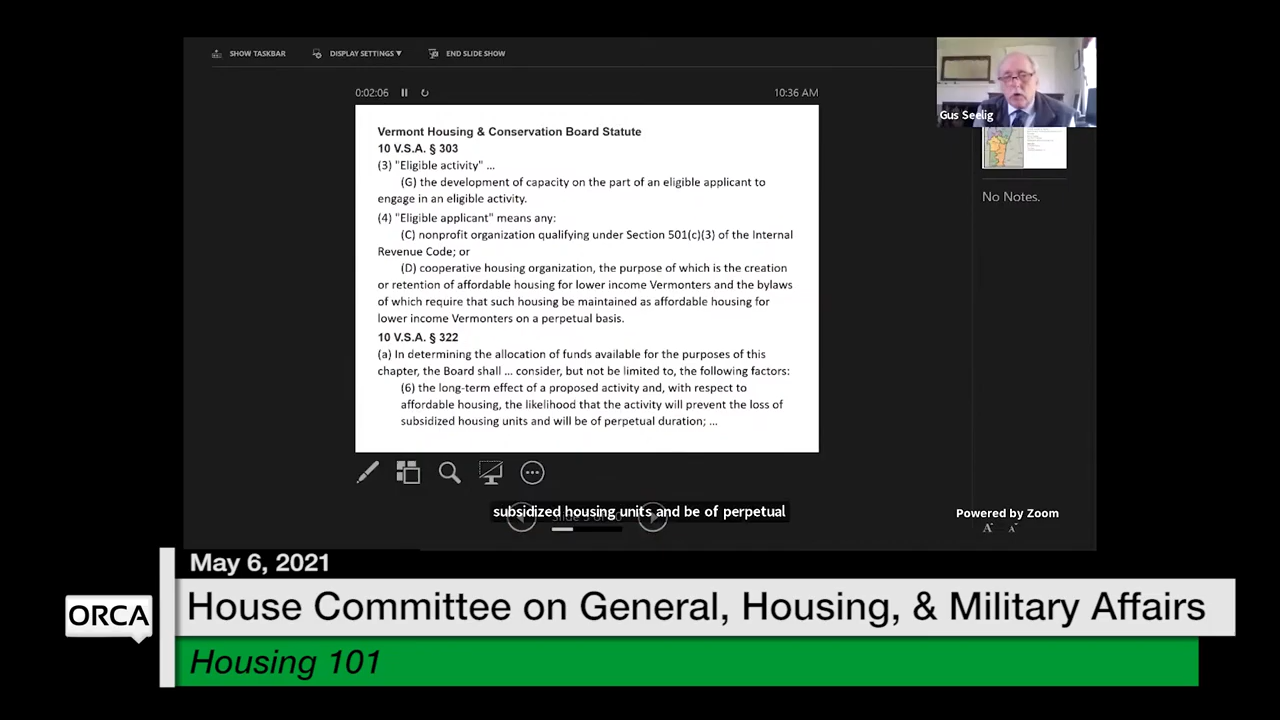 SHOW TASKBAR DISPLAY SETTINGS ▼ END SLIDE SHOW
0:02:06 10:36 AM
Gus Seelig
Vermont Housing & Conservation Board Statute
10 V.S.A. § 303
(3) "Eligible activity" ...
(G) the development of capacity on the part of an eligible applicant to
engage in an eligible activity.
(4) "Eligible applicant" means any:
(C) nonprofit organization qualifying under Section 501(c)(3) of the Internal
Revenue Code; or
(D) cooperative housing organization, the purpose of which is the creation
or retention of affordable housing for lower income Vermonters and the bylaws
of which require that such housing be maintained as affordable housing for
lower income Vermonters on a perpetual basis.
10 V.S.A. § 322
(a) In determining the allocation of funds available for the purposes of this
chapter, the Board shall ... consider, but not be limited to, the following factors:
(6) the long-term effect of a proposed activity and, with respect to
affordable housing, the likelihood that the activity will prevent the loss of
subsidized housing units and will be of perpetual duration; ...
No Notes.
subsidized housing units and be of perpetual
Powered by Zoom
A A
May 6, 2021
ORCA
House Committee on General, Housing, & Military Affairs
Housing 101